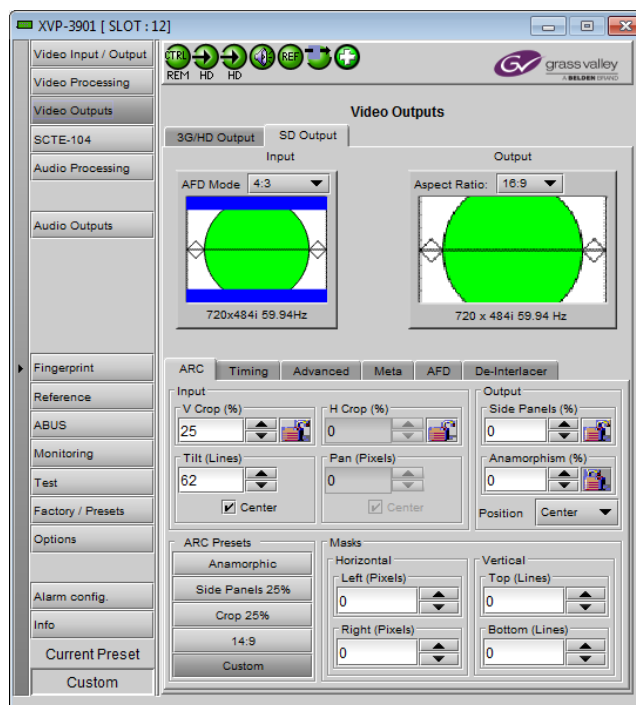 XVP-3901 [ SLOT : 12]
Video Input / Output
Video Processing
Video Outputs
SCTE-104
Audio Processing
Audio Outputs
Fingerprint
Reference
ABUS
Monitoring
Test
Factory / Presets
Options
Alarm config.
Info
Current Preset
Custom
CTRL
REF
REM HD HD
GV grass valley
A BELDEN BRAND
Video Outputs
3G/HD Output SD Output
Input
AFD Mode 4:3
720x484i 59.94Hz
Output
Aspect Ratio: 16:9
720 x 484i 59.94 Hz
ARC Timing Advanced Meta AFD De-Interlacer
Input
V Crop (%)
25
H Crop (%)
0
Tilt (Lines)
62
Center
Pan (Pixels)
0
Center
Output
Side Panels (%)
0
Anamorphism (%)
0
Position Center
ARC Presets
Anamorphic
Side Panels 25%
Crop 25%
14:9
Custom
Masks
Horizontal
Left (Pixels)
0
Right (Pixels)
0
Vertical
Top (Lines)
0
Bottom (Lines)
0